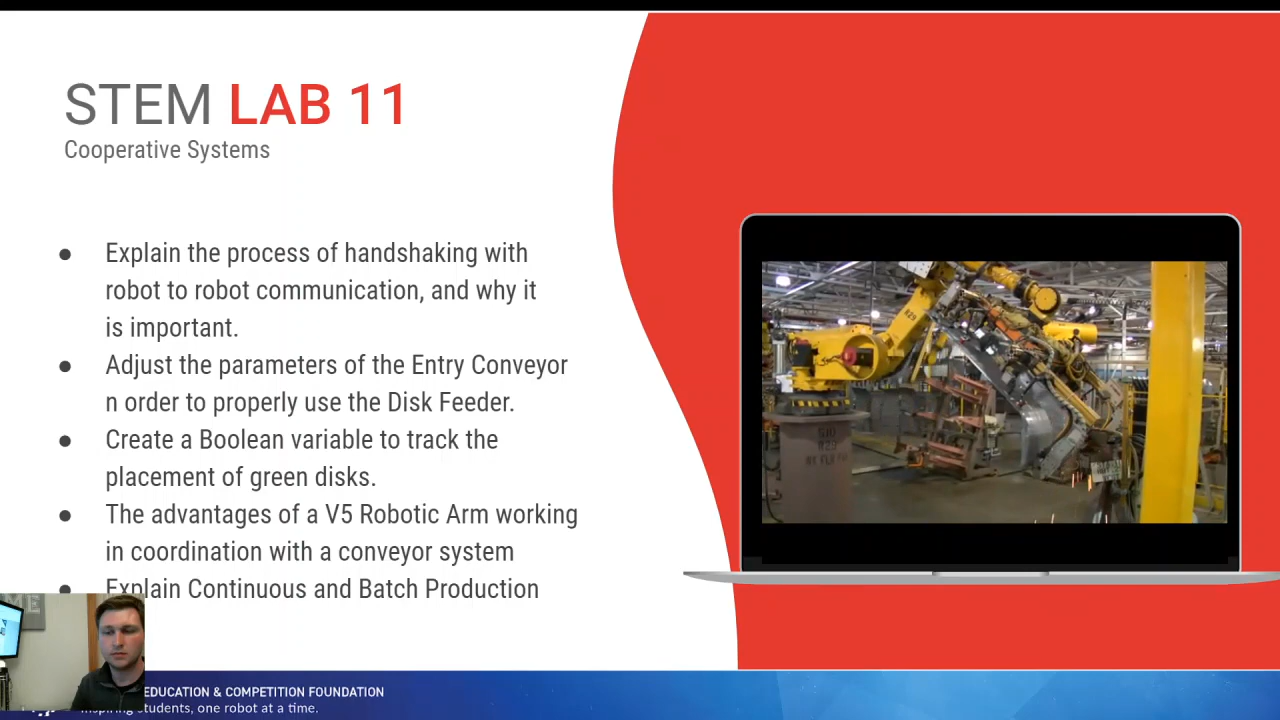 STEM LAB 11
Cooperative Systems
● Explain the process of handshaking with
robot to robot communication, and why it
is important.
● Adjust the parameters of the Entry Conveyor
n order to properly use the Disk Feeder.
● Create a Boolean variable to track the
placement of green disks.
● The advantages of a V5 Robotic Arm working
in coordination with a conveyor system
● Explain Continuous and Batch Production
EDUCATION & COMPETITION FOUNDATION
Inspiring students, one robot at a time.
R29